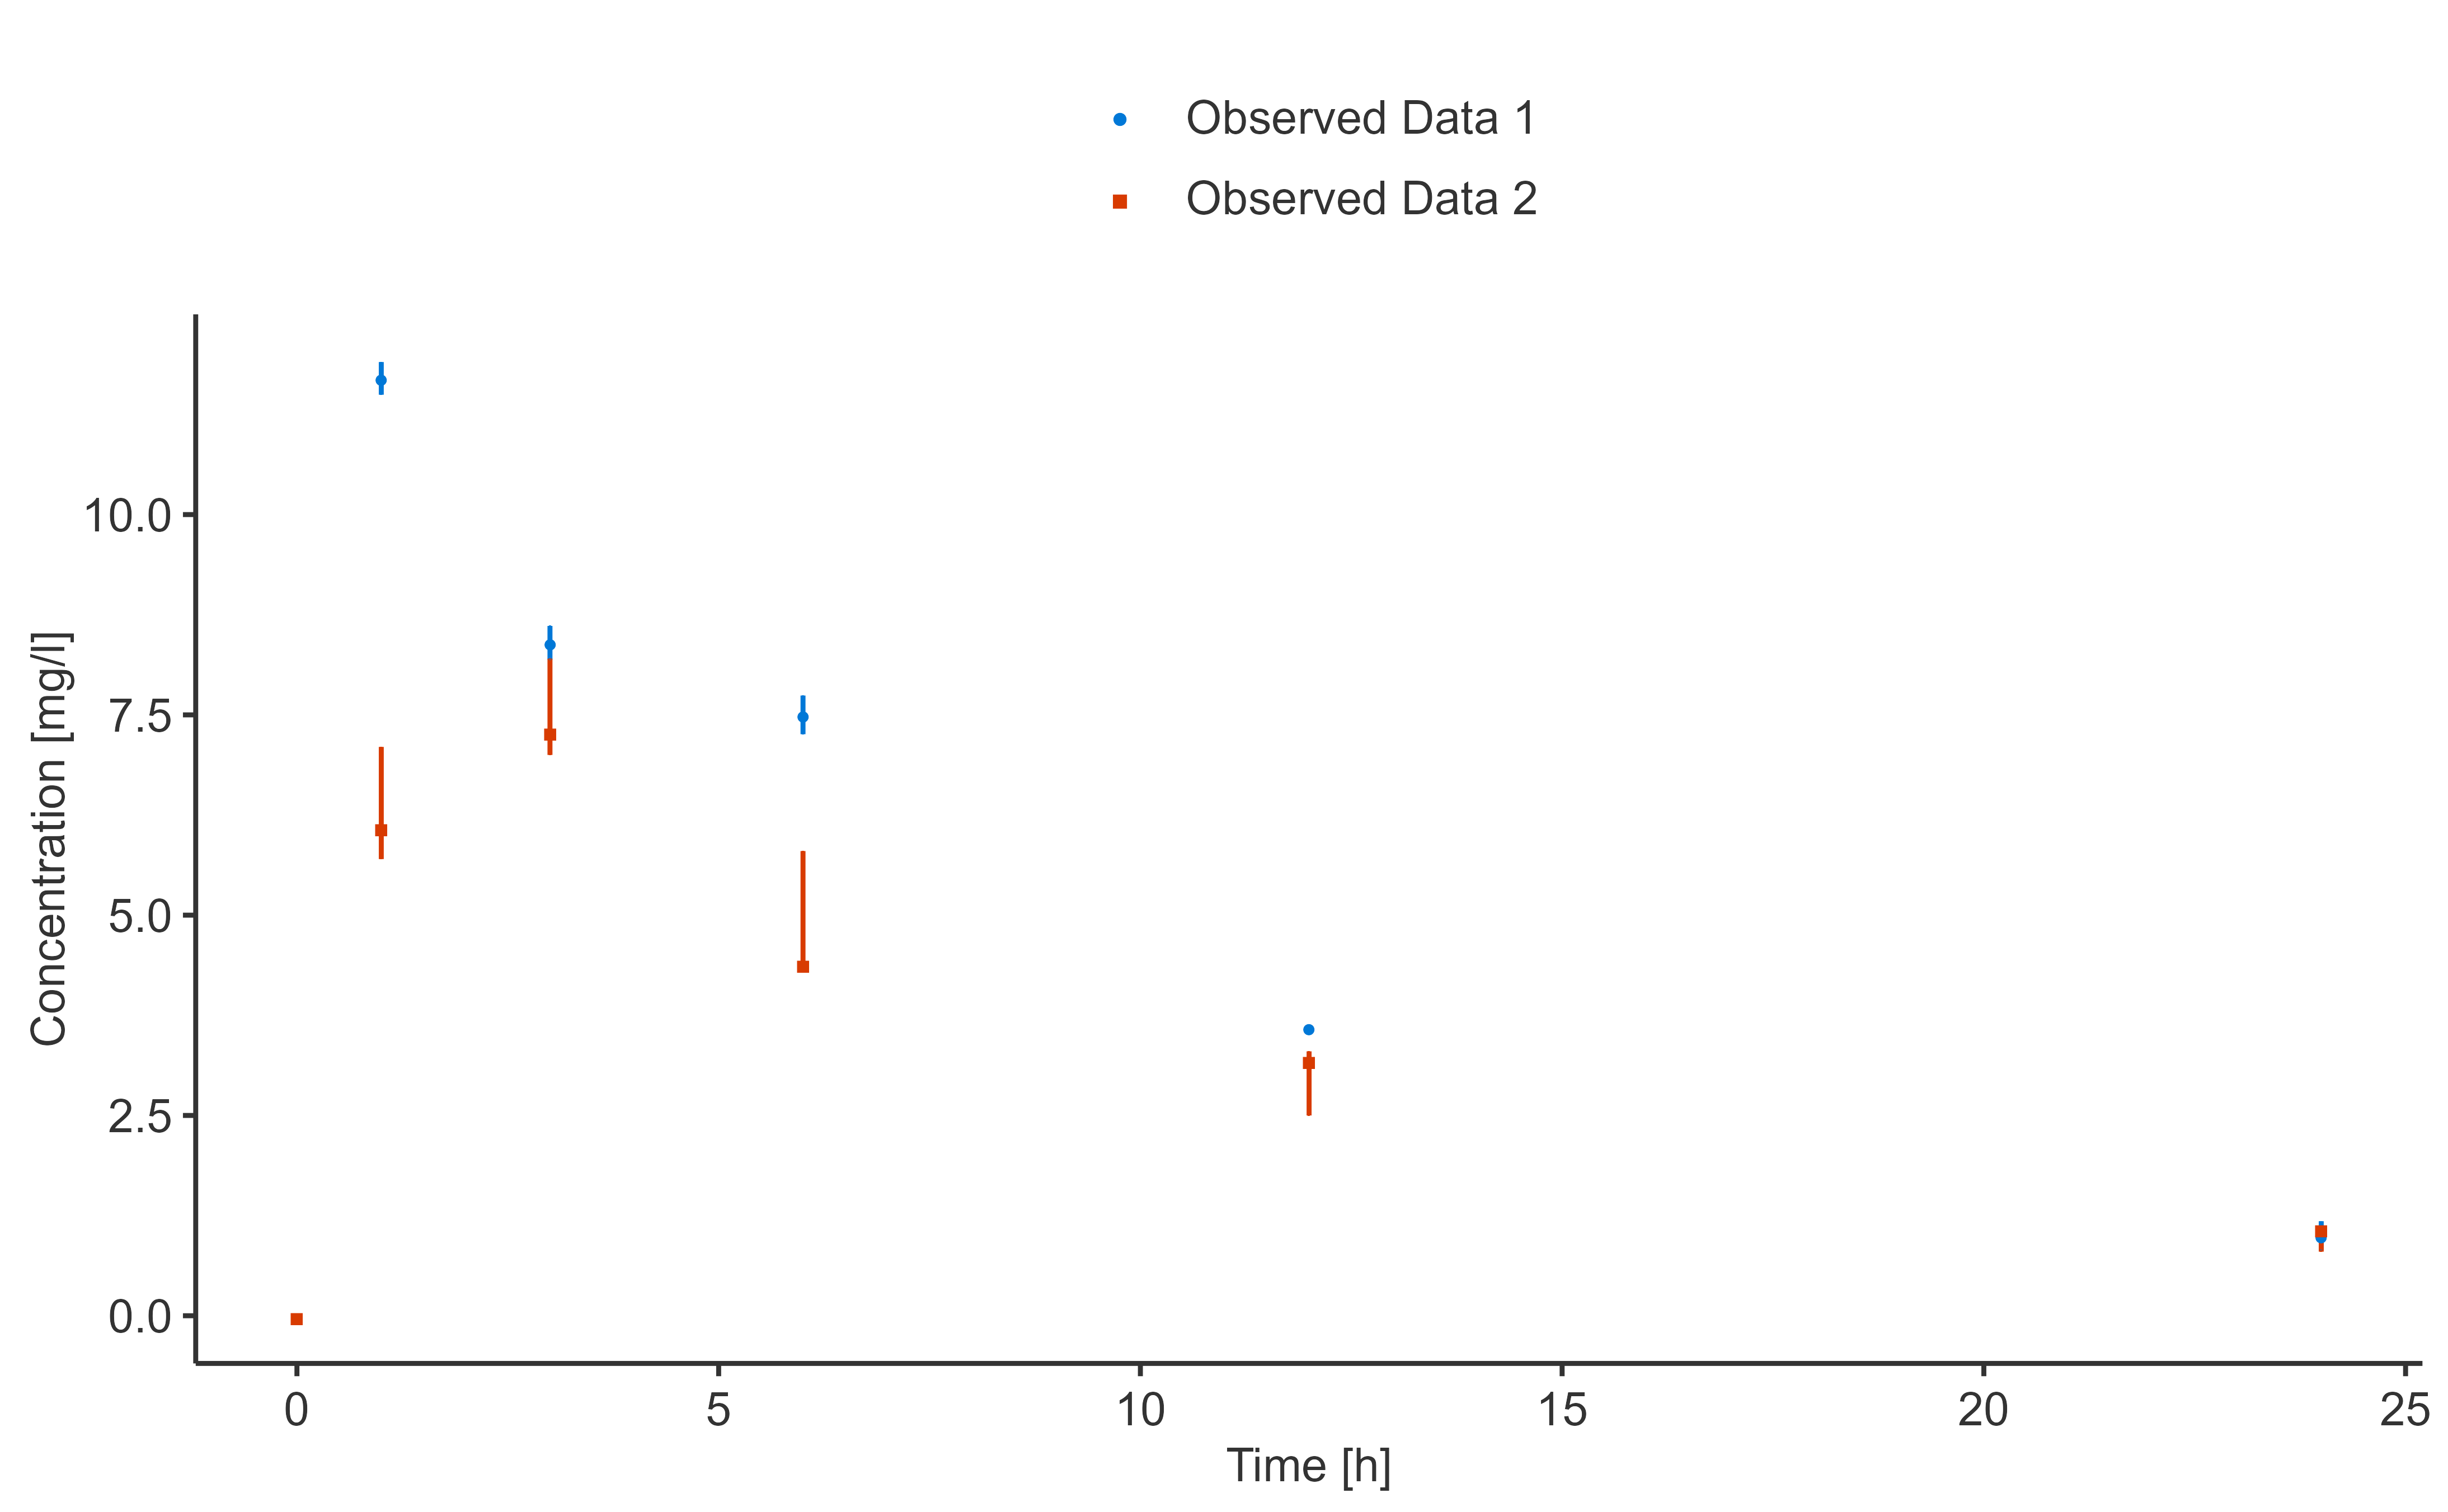 Observed Data 1
Observed Data 2
Concentration [mg/l]
10.0
7.5
5.0
2.5
0.0
0 5 10 15 20 25
Time [h]